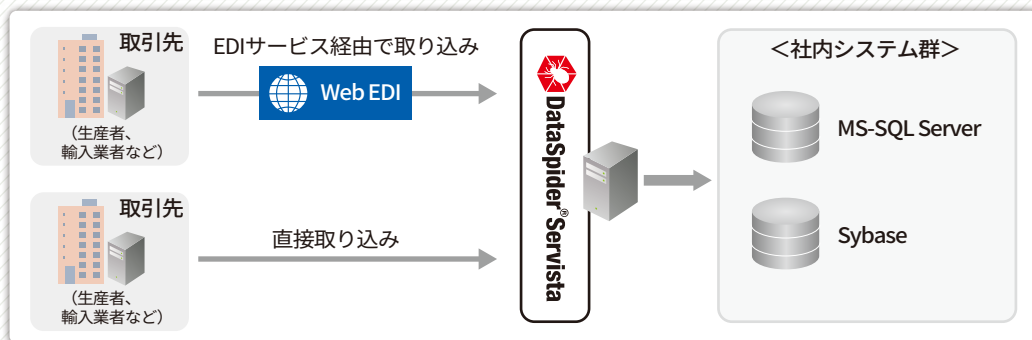 取引先
（生産者、
輸入業者など）
EDIサービス経由で取り込み
Web EDI
取引先
（生産者、
輸入業者など）
直接取り込み
DataSpider® Servista
＜社内システム群＞
MS-SQL Server
Sybase